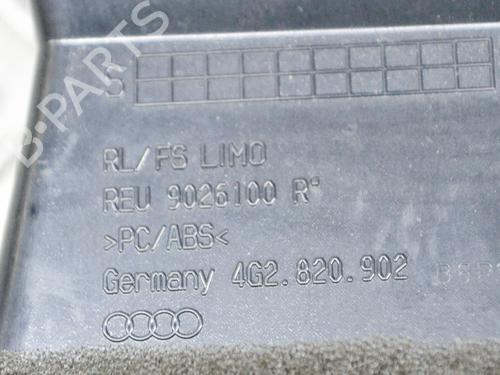 B-PARTS
S
RL/FS LIMO
REU 9026100 R"
>PC/ABS<
Germany 4G2.820.902